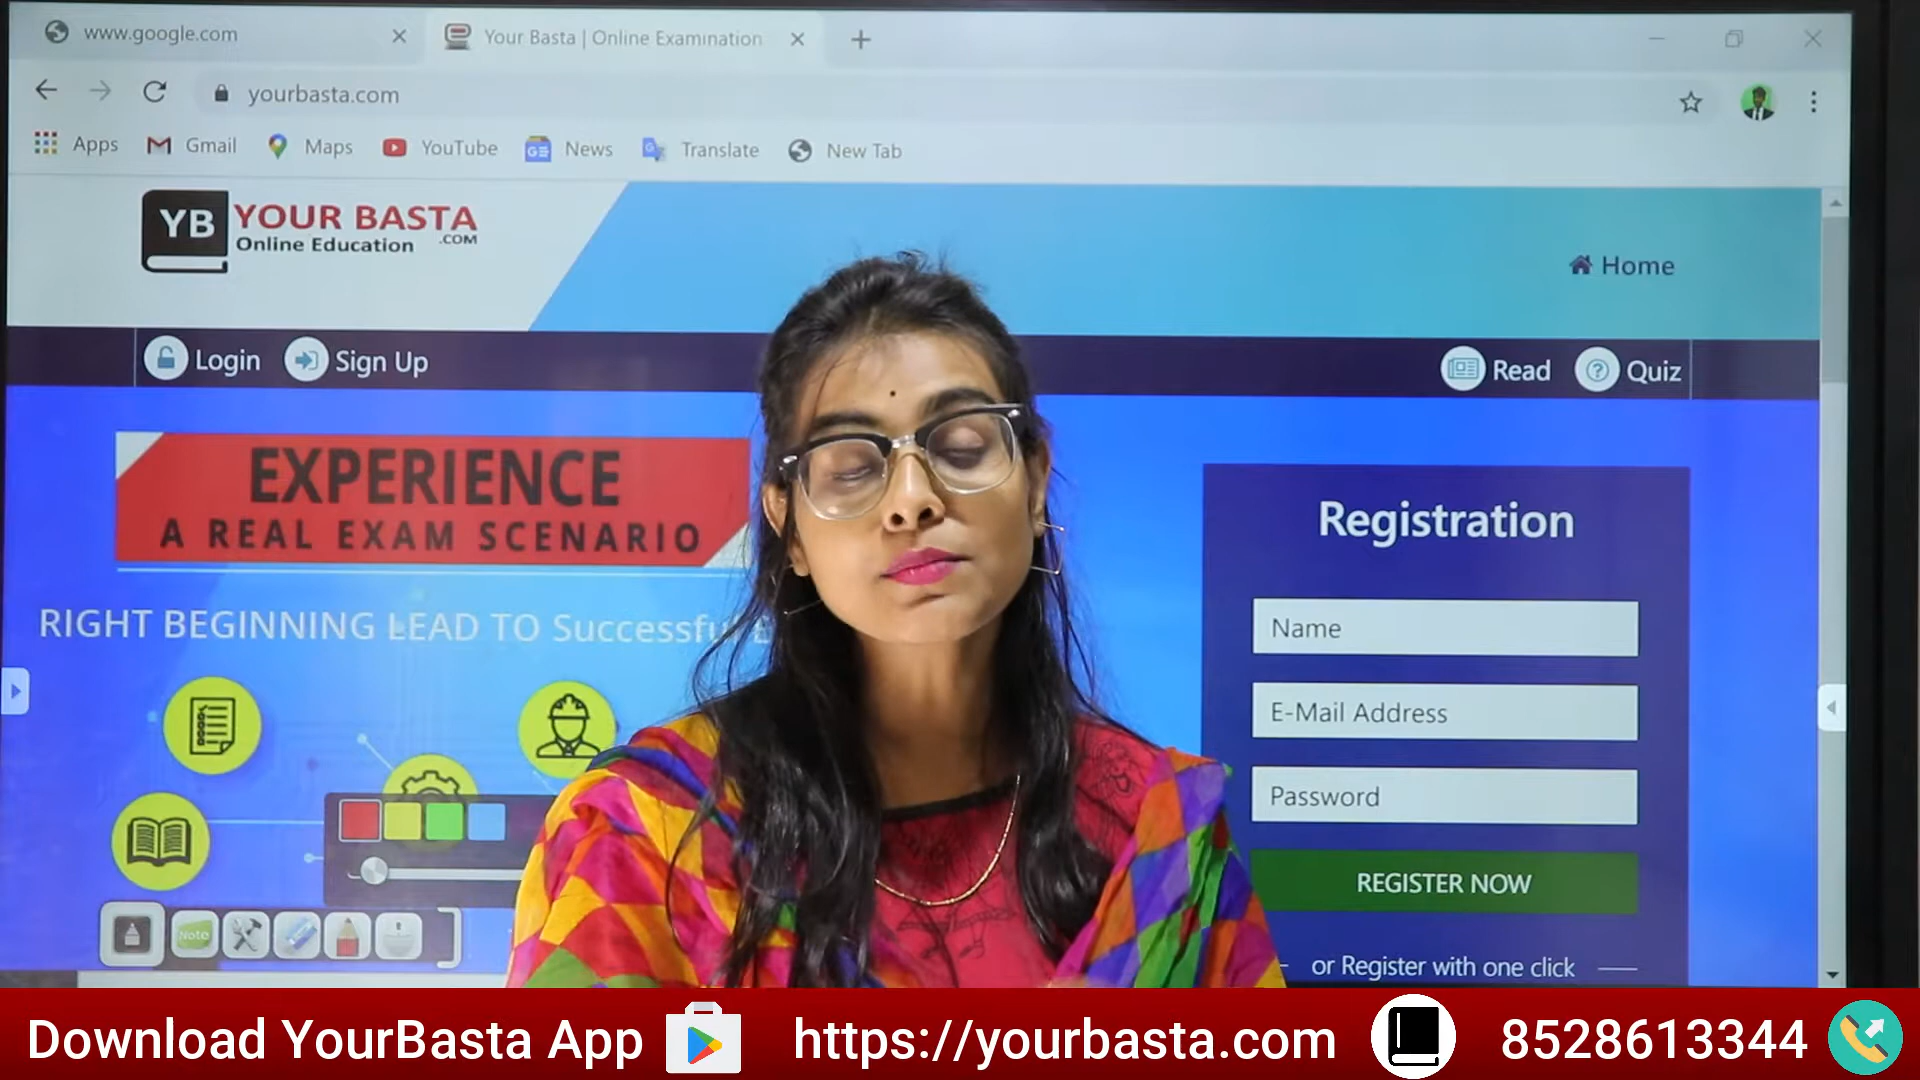 www.google.com
Your Basta | Online Examination
yourbasta.com
Apps
Gmail
Maps
YouTube
News
Translate
New Tab
YB
YOUR BASTA
.COM
Online Education
Home
Login
Sign Up
Read
Quiz
EXPERIENCE
A REAL EXAM SCENARIO
RIGHT BEGINNING LEAD TO
Registration
Name
E-Mail Address
Password
REGISTER NOW
or Register with one click
Note
Download YourBasta App
https://yourbasta.com
8528613344